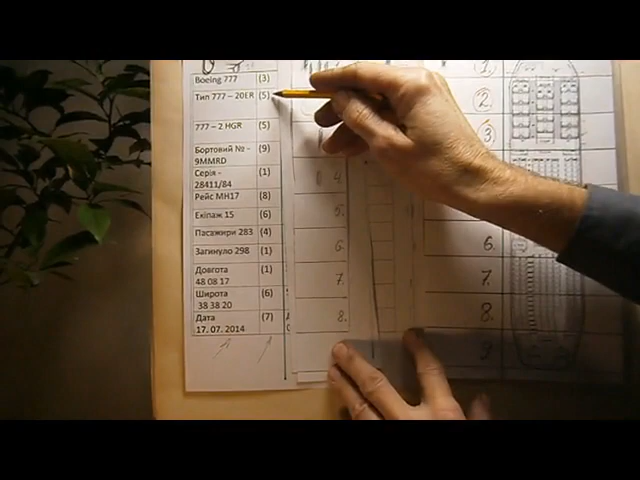 Boeing 777 (3)
Тип 777 – 20ER (5)
777 – 2 HGR (5)
Бортовий № - (9)
9MMRD
Серія - (1)
28411/84
Рейс МН17 (8)
Екіпаж 15 (6)
Пасажири 283 (4)
Загинуло 298 (1)
Довгота (1)
48 08 17
Широта (6)
38 38 20
Дата (7)
17. 07. 2014
4.
5.
6.
7.
8.
1.
2.
3.
6.
7.
8.
9